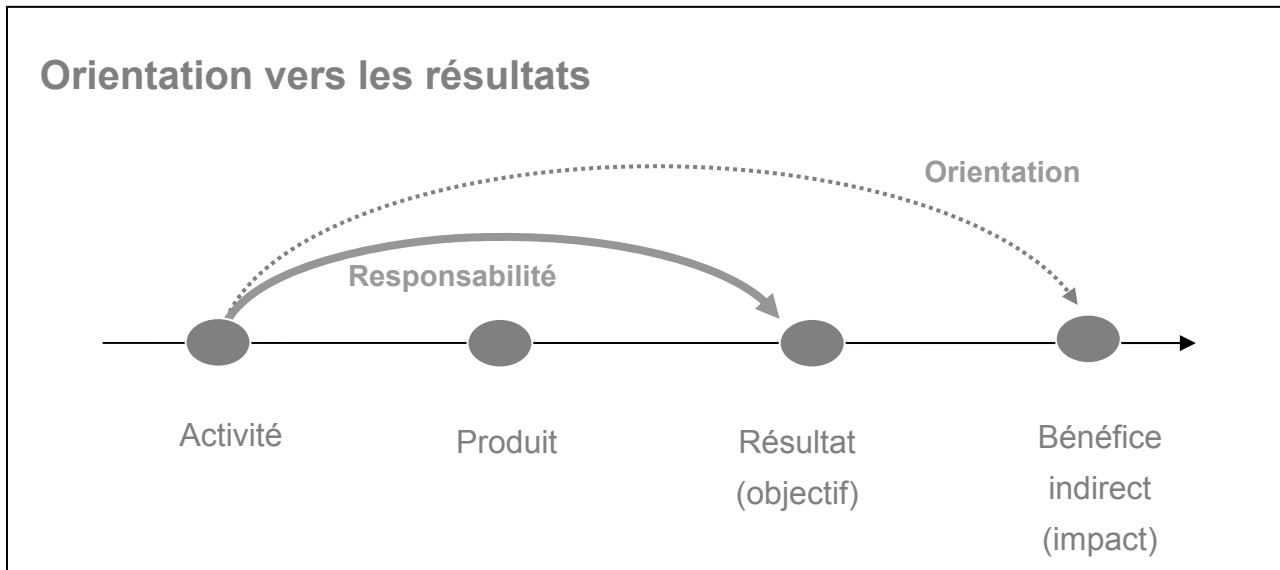 Orientation vers les résultats
Orientation
Responsabilité
Activité
Produit
Résultat
(objectif)
Bénéfice
indirect
(impact)